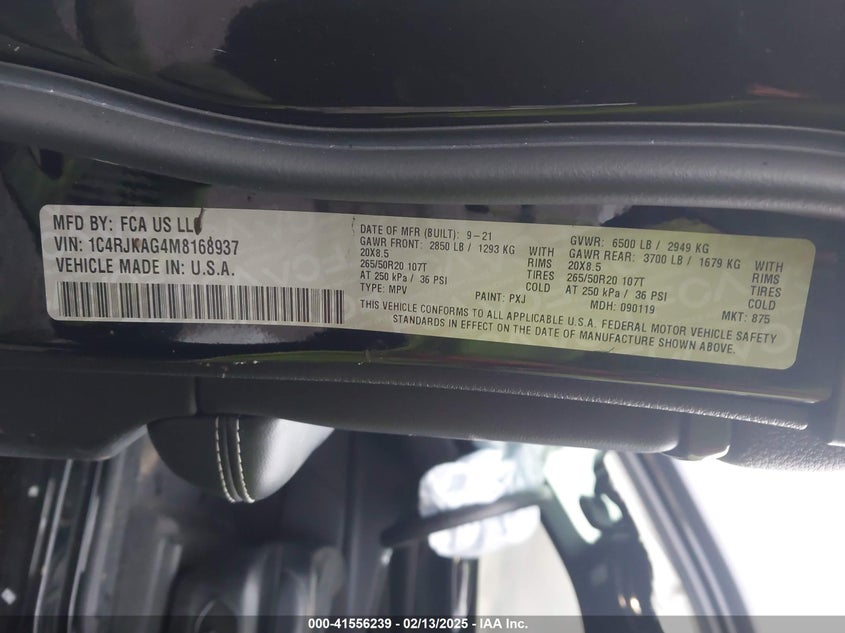 MFD BY: FCA US LLC
VIN: 1C4RJKAG4M8168937
VEHICLE MADE IN: U.S.A.
DATE OF MFR (BUILT): 9-21
GAWR FRONT: 2850 LB / 1293 KG WITH
20X8.5 RIMS
265/50R20 107T TIRES
AT 250 kPa / 36 PSI COLD
TYPE: MPV PAINT: PXJ
GVWR: 6500 LB / 2949 KG
GAWR REAR: 3700 LB / 1679 KG WITH
20X8.5 RIMS
265/50R20 107T TIRES
AT 250 kPa / 36 PSI COLD
MDH: 090119 MKT: 875
THIS VEHICLE CONFORMS TO ALL APPLICABLE U.S.A. FEDERAL MOTOR VEHICLE SAFETY
STANDARDS IN EFFECT ON THE DATE OF MANUFACTURE SHOWN ABOVE.
000-41556239 - 02/13/2025 - IAA Inc.